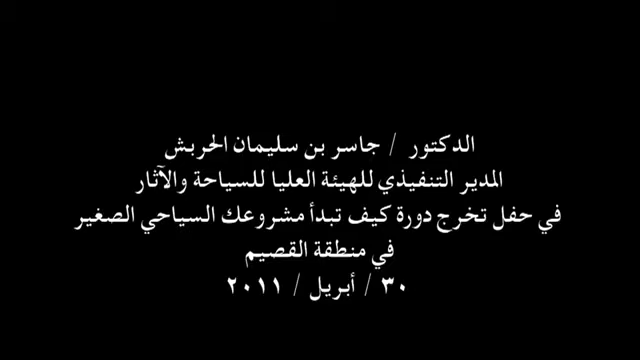 الدكتور / جاسر بن سليمان الحربش
المدير التنفيذي للهيئة العليا للسياحة والآثار
في حفل تخرج دورة كيف تبدأ مشروعك السياحي الصغير
في منطقة القصيم
٣٠ / أبريل / ٢٠١١